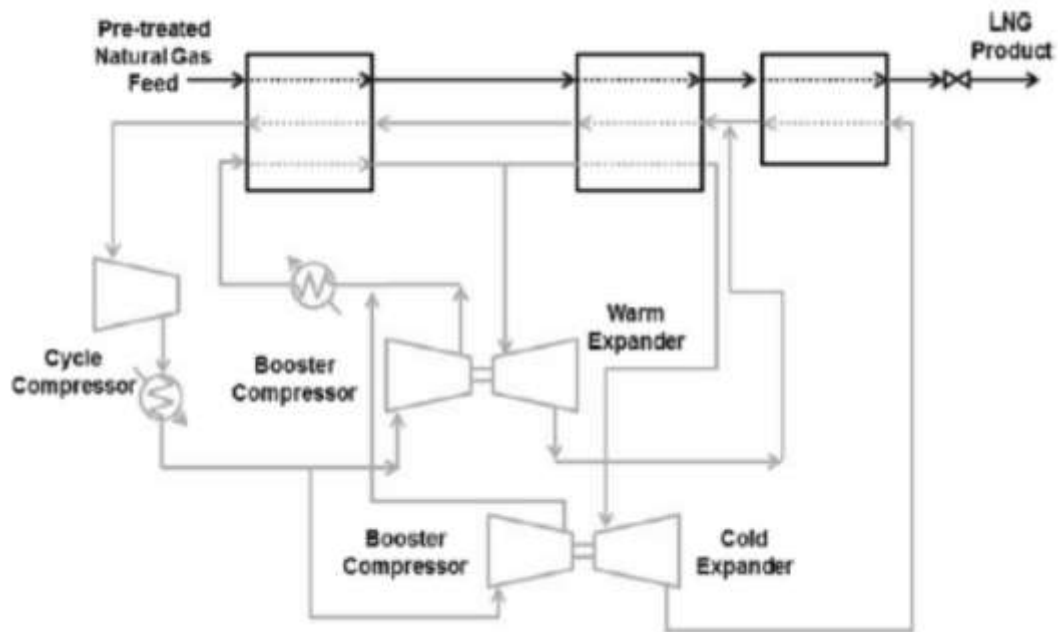 Pre-treated
Natural Gas
Feed
LNG
Product
Warm
Expander
Cycle
Compressor
Booster
Compressor
Booster
Compressor
Cold
Expander